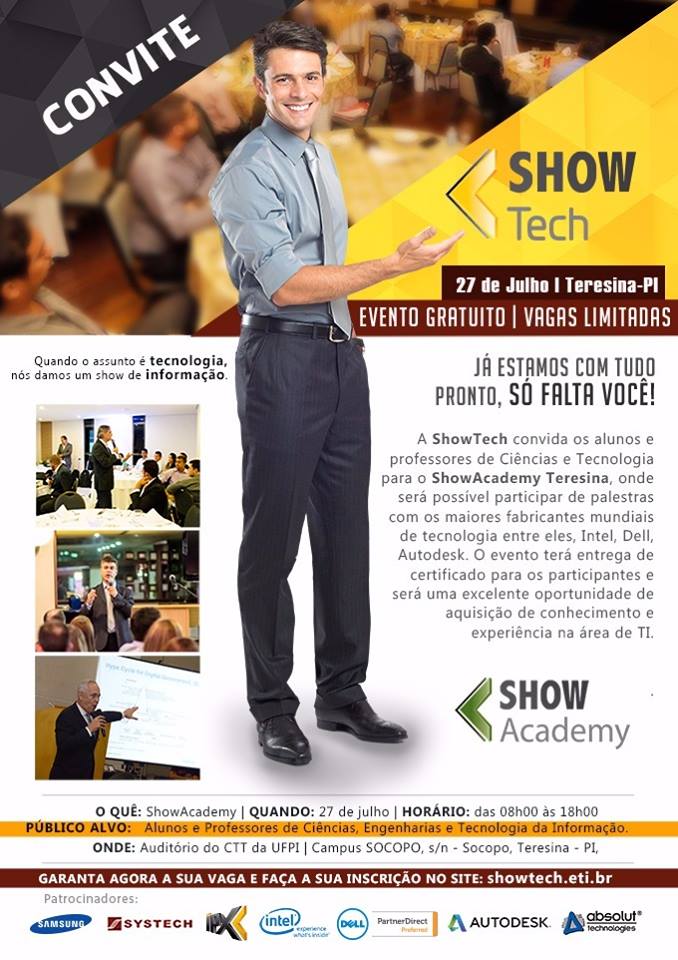 CONVITE
SHOW
Tech
27 de Julho I Teresina-PI
EVENTO GRATUITO | VAGAS LIMITADAS
Quando o assunto é tecnologia,
nós damos um show de informação.
JÁ ESTAMOS COM TUDO
PRONTO, SÓ FALTA VOCÊ!
A ShowTech convida os alunos e
professores de Ciências e Tecnologia
para o ShowAcademy Teresina, onde
será possível participar de palestras
com os maiores fabricantes mundiais
de tecnologia entre eles, Intel, Dell,
Autodesk. O evento terá entrega de
certificado para os participantes e
será uma excelente oportunidade de
aquisição de conhecimento e
experiência na área de TI.
SHOW
Academy
O QUÊ: ShowAcademy | QUANDO: 27 de julho | HORÁRIO: das 08h00 às 18h00
PÚBLICO ALVO: Alunos e Professores de Ciências, Engenharias e Tecnologia da Informação.
ONDE: Auditório do CTT da UFPI | Campus SOCOPO, s/n - Socopo, Teresina - PI,
GARANTA AGORA A SUA VAGA E FAÇA A SUA INSCRIÇÃO NO SITE: showtech.eti.br
Patrocinadores:
SAMSUNG
SYSTECH
intel
experience
what's inside™
DELL
PartnerDirect
Preferred
AUTODESK
absolut
technologies